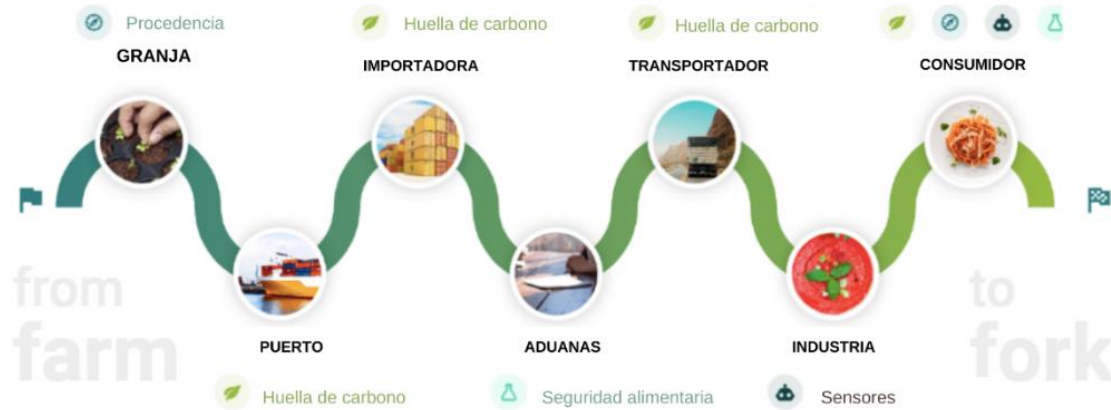 Procedencia
GRANJA
Huella de carbono
IMPORTADORA
Huella de carbono
TRANSPORTADOR
CONSUMIDOR
from
farm
to
fork
PUERTO
ADUANAS
INDUSTRIA
Huella de carbono
Seguridad alimentaria
Sensores